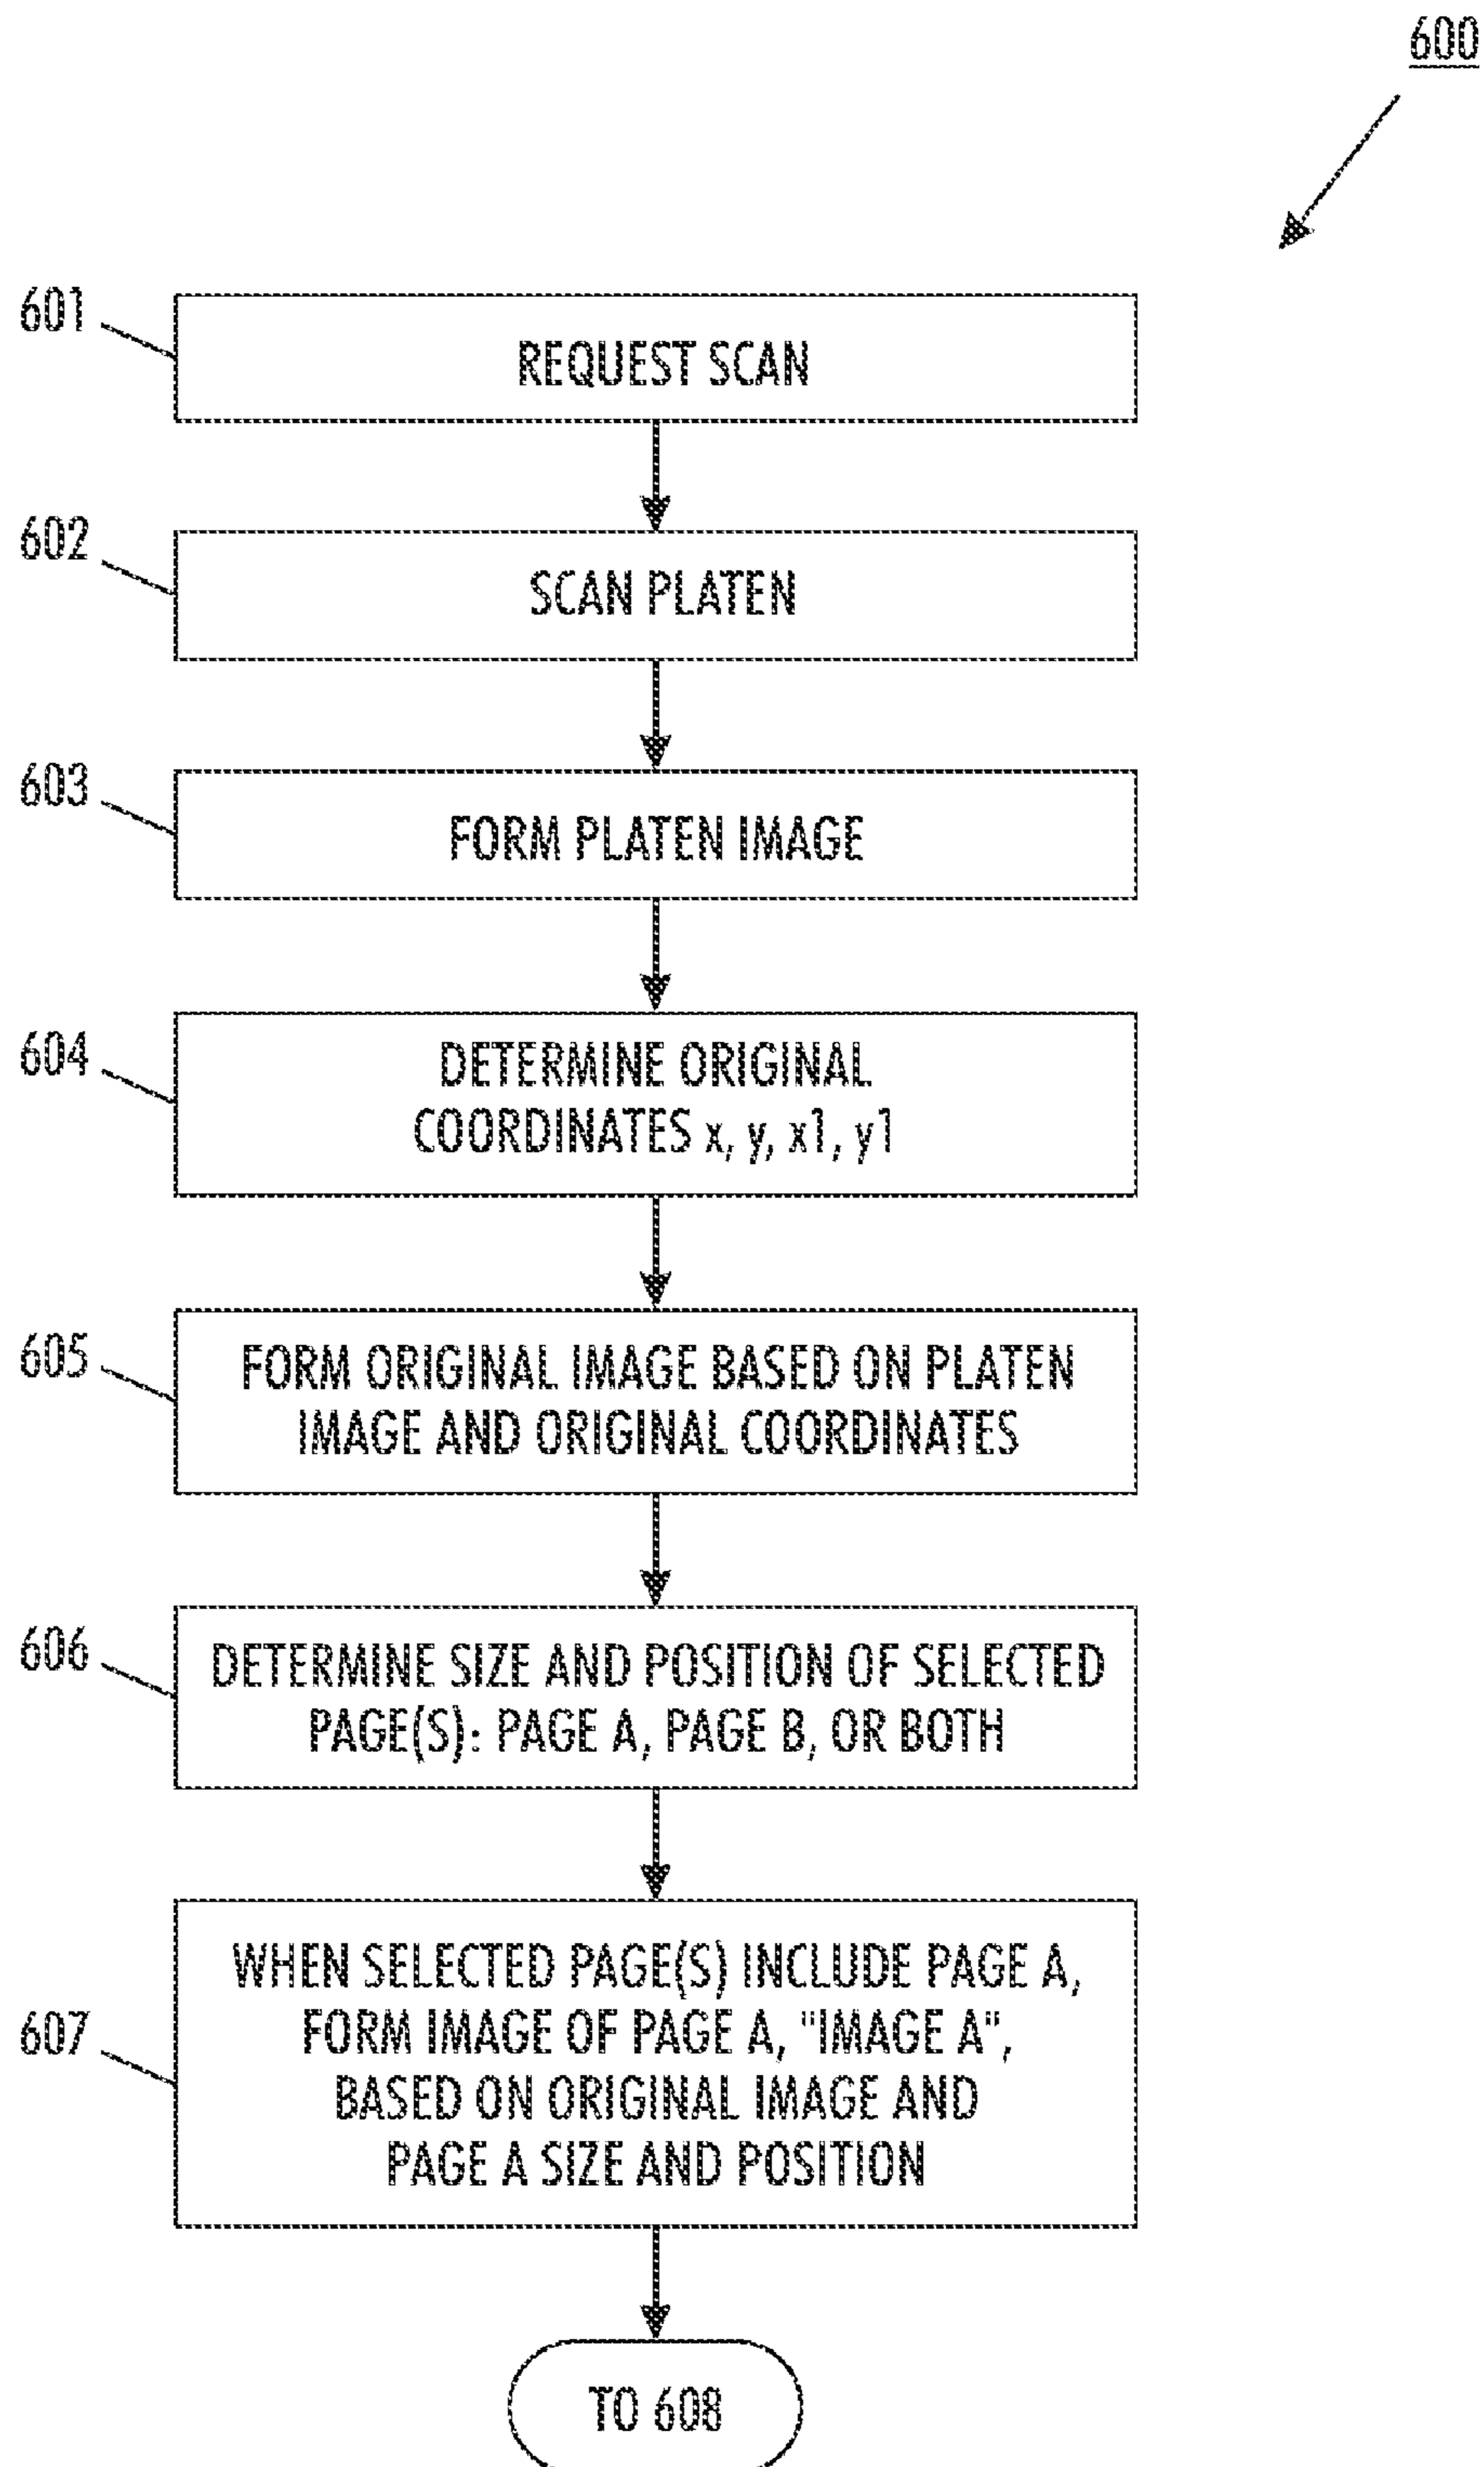 600
601
REQUEST SCAN
602
SCAN PLATEN
603
FORM PLATEN IMAGE
604
DETERMINE ORIGINAL
COORDINATES x, y, x1, y1
605
FORM ORIGINAL IMAGE BASED ON PLATEN
IMAGE AND ORIGINAL COORDINATES
606
DETERMINE SIZE AND POSITION OF SELECTED
PAGE(S): PAGE A, PAGE B, OR BOTH
607
WHEN SELECTED PAGE(S) INCLUDE PAGE A,
FORM IMAGE OF PAGE A, "IMAGE A",
BASED ON ORIGINAL IMAGE AND
PAGE A SIZE AND POSITION
TO 608